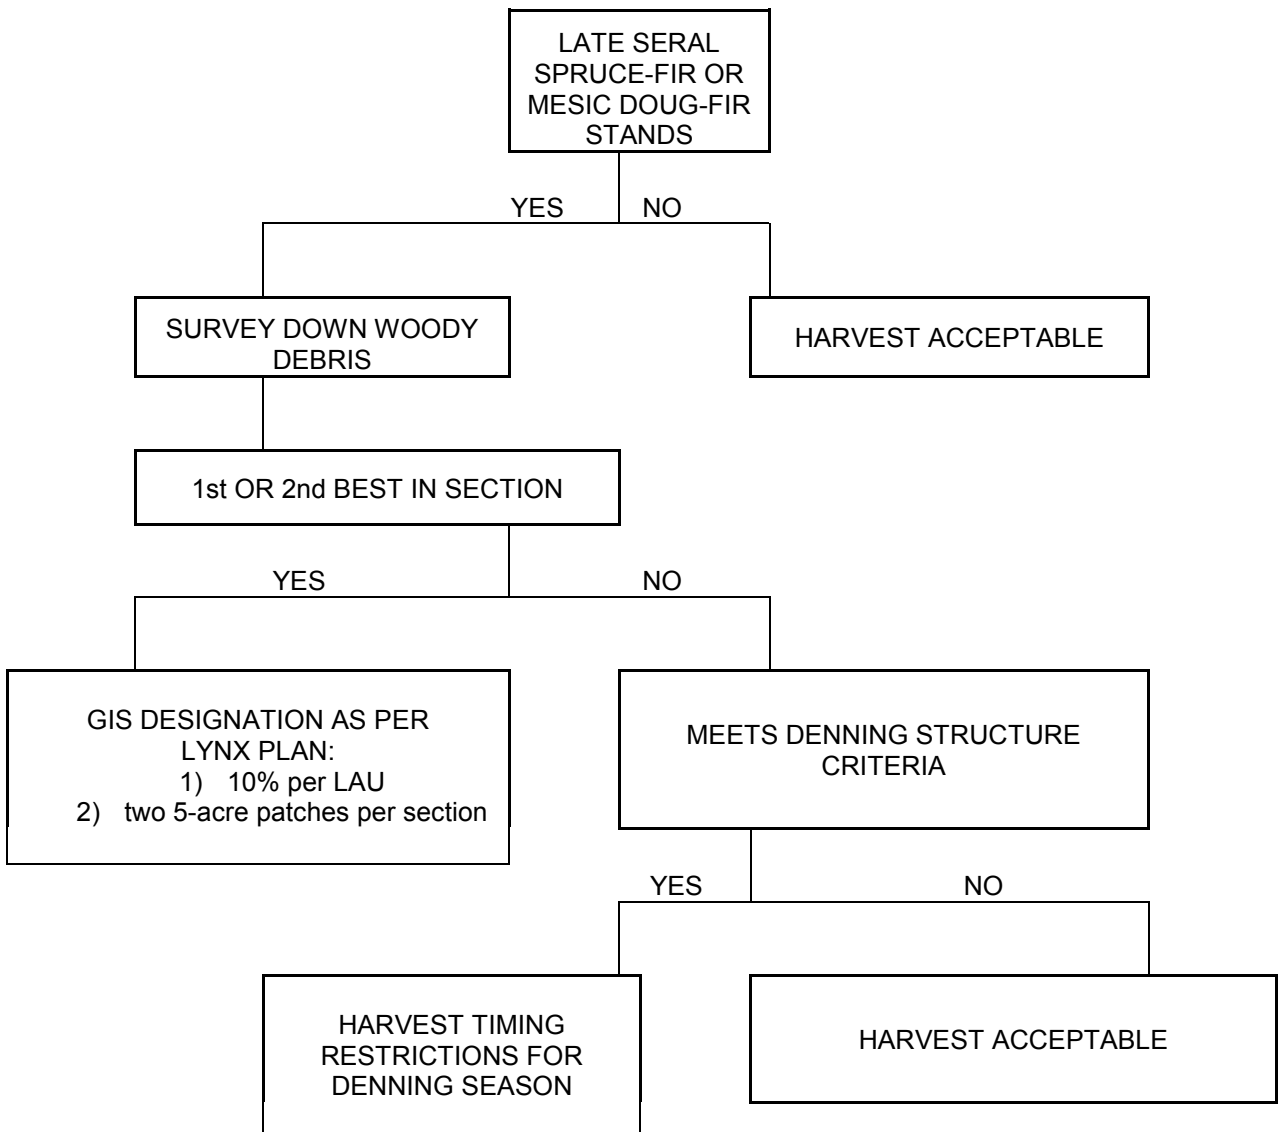 LATE SERAL
SPRUCE-FIR OR
MESIC DOUG-FIR
STANDS
YES
NO
SURVEY DOWN WOODY
DEBRIS
HARVEST ACCEPTABLE
1st OR 2nd BEST IN SECTION
YES
NO
GIS DESIGNATION AS PER
LYNX PLAN:
1) 10% per LAU
2) two 5-acre patches per section
MEETS DENNING STRUCTURE
CRITERIA
YES
NO
HARVEST TIMING
RESTRICTIONS FOR
DENNING SEASON
HARVEST ACCEPTABLE